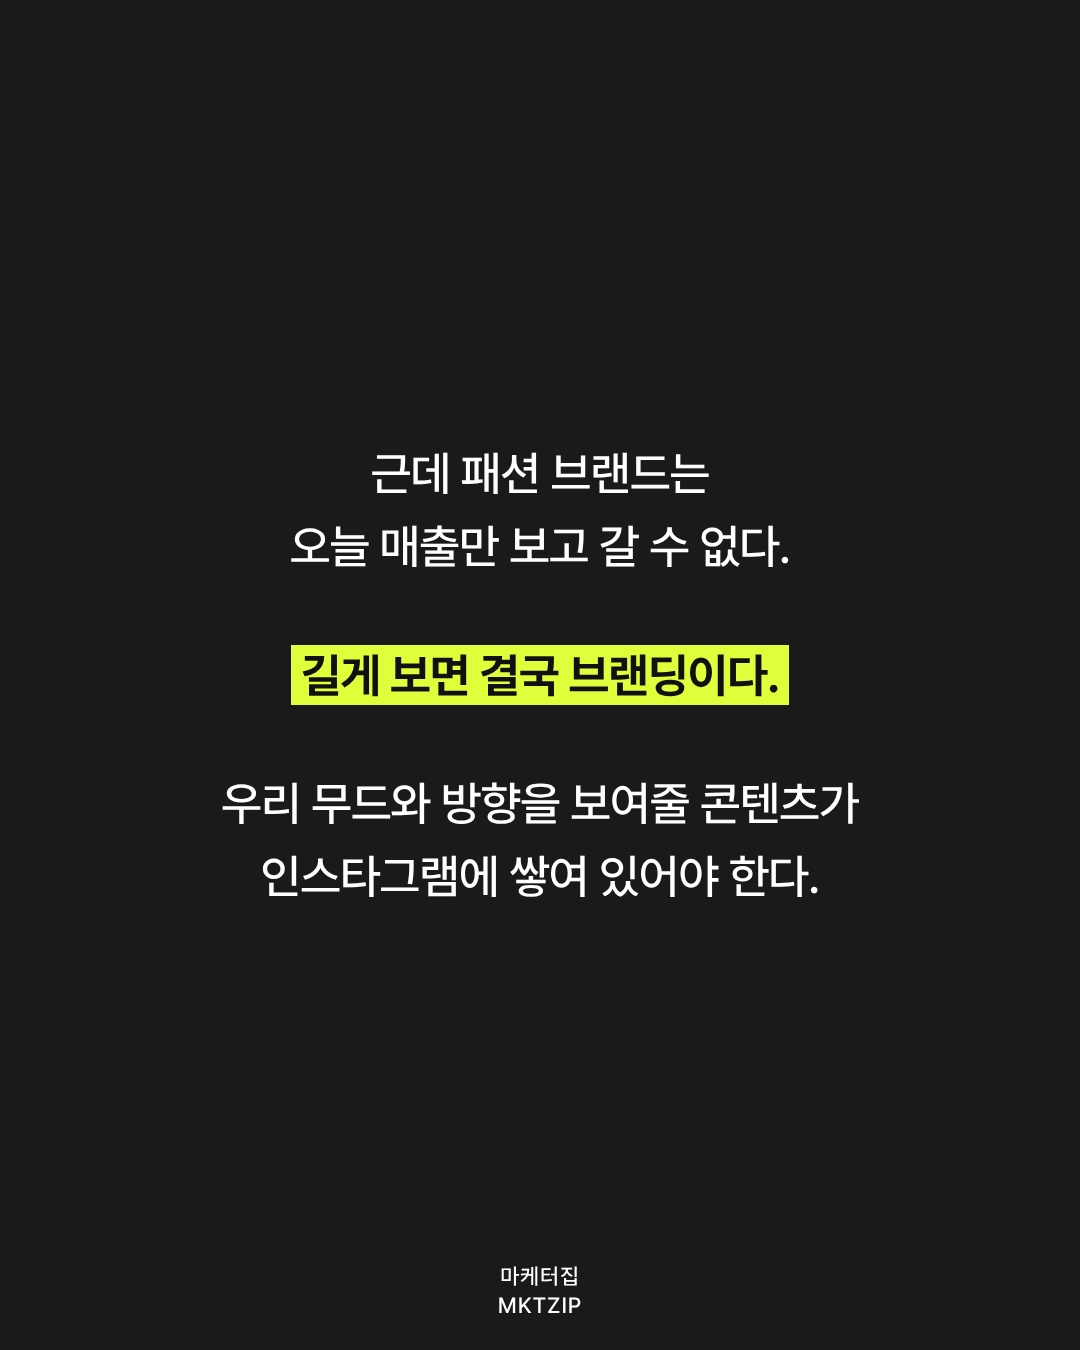 근데 패션 브랜드는
오늘 매출만 보고 갈 수 없다.
길게 보면 결국 브랜딩이다.
우리 무드와 방향을 보여줄 콘텐츠가
인스타그램에 쌓여 있어야 한다.
마케터집
MKTZIP